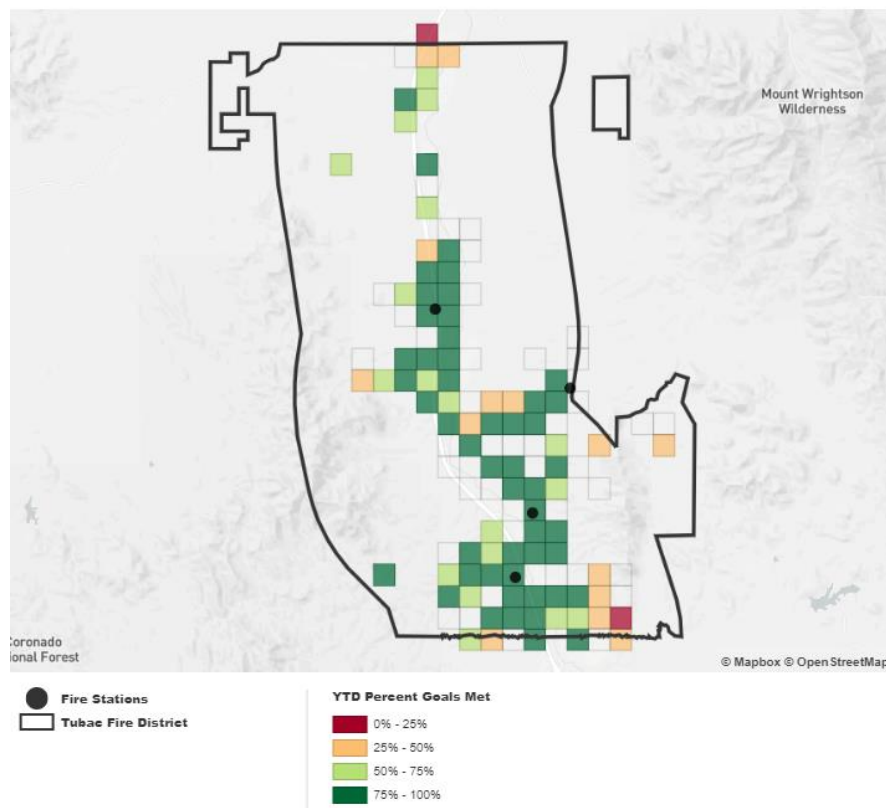 Mount Wrightson
Wilderness
Coronado
ional Forest
© Mapbox © OpenStreetMap
Fire Stations
Tubac Fire District
YTD Percent Goals Met
0% - 25%
25% - 50%
50% - 75%
75% - 100%